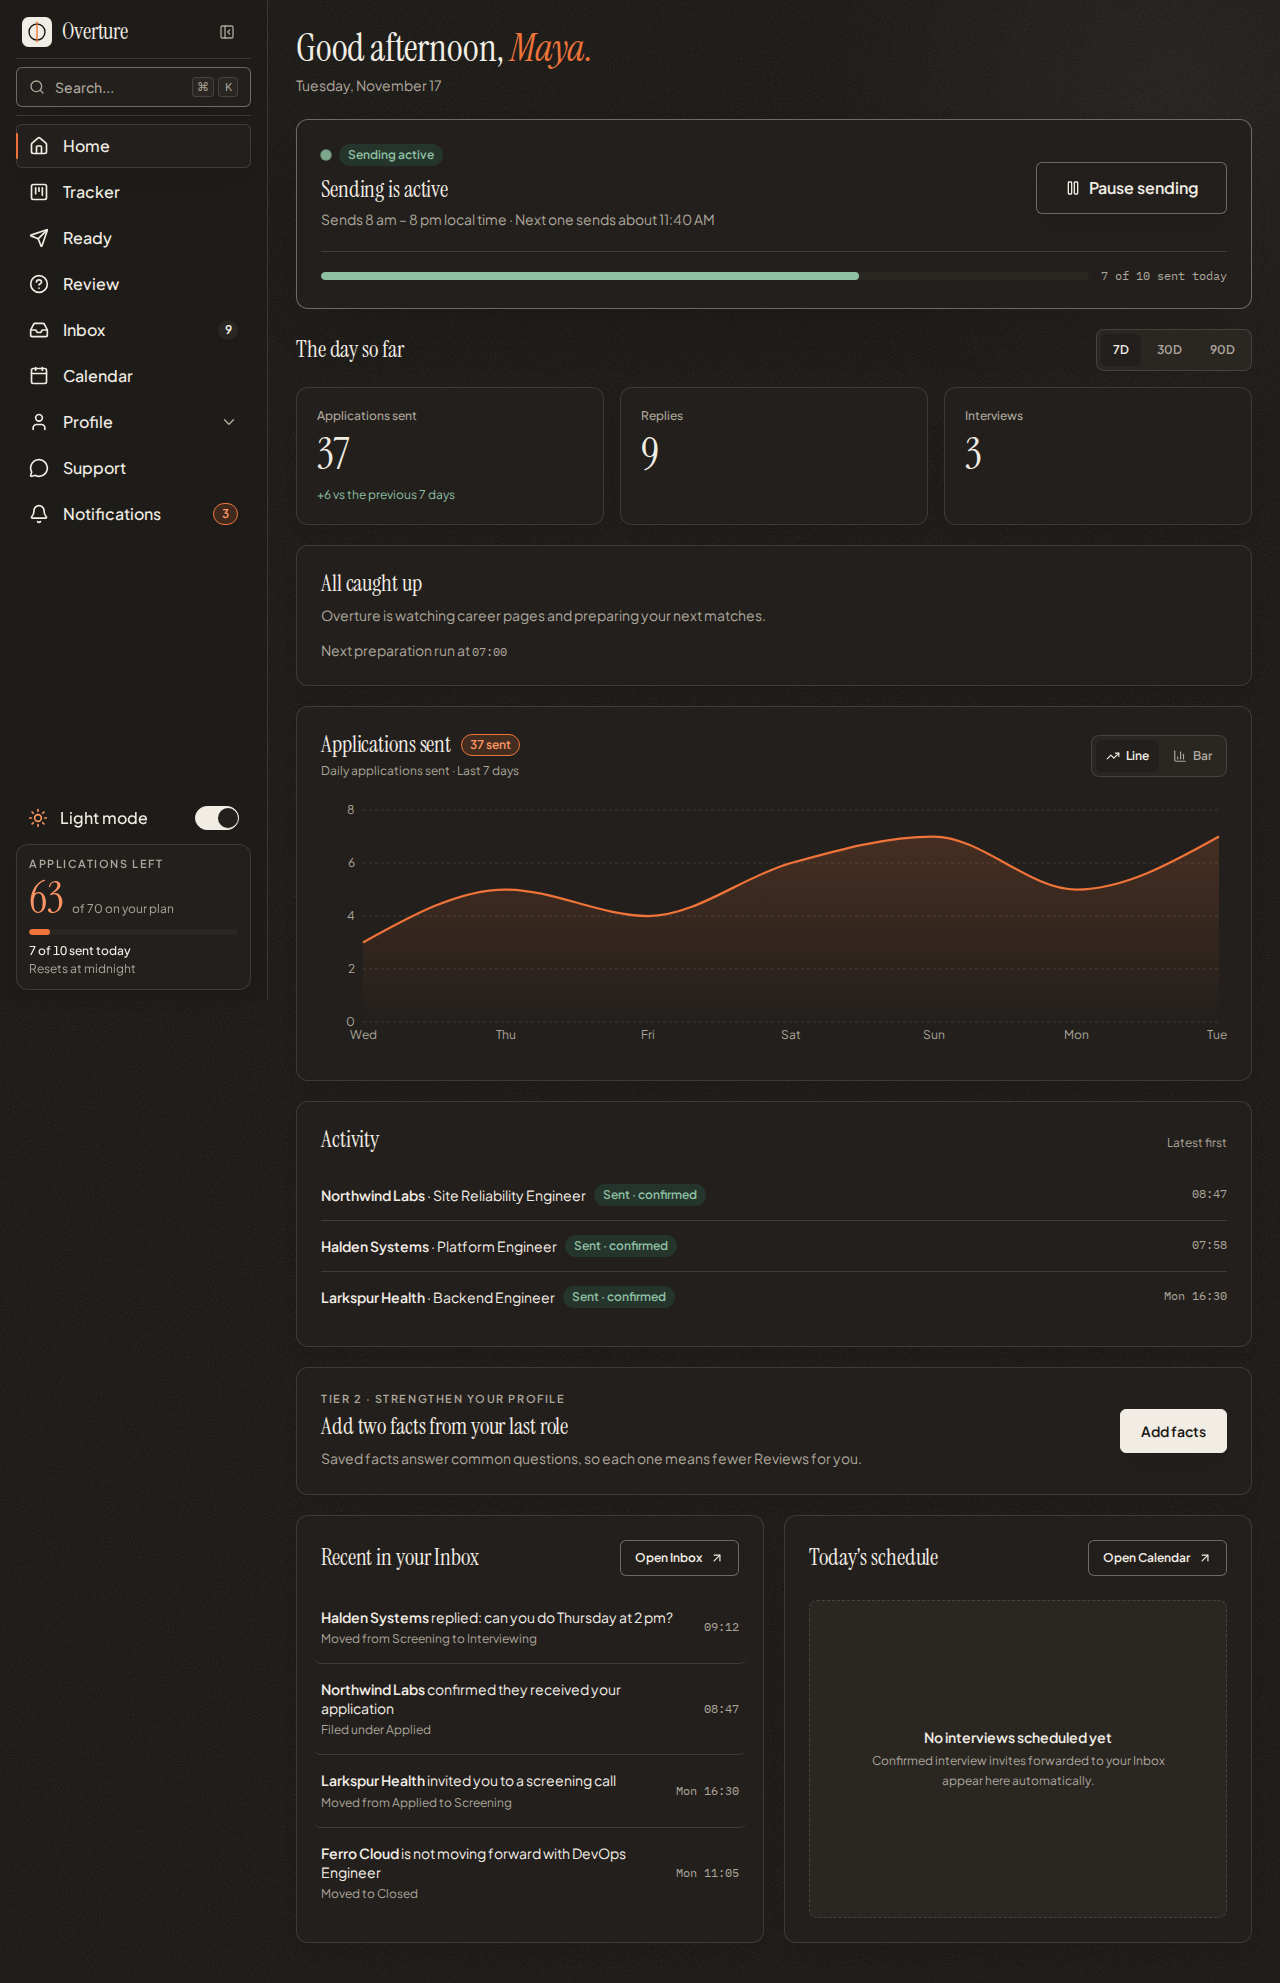 Overture
Search...
⌘ K
Home
Tracker
Ready
Review
Inbox 9
Calendar
Profile
Support
Notifications 3
Light mode
APPLICATIONS LEFT
63 of 70 on your plan
7 of 10 sent today
Resets at midnight
Good afternoon, Maya.
Tuesday, November 17
Sending active
Sending is active
Sends 8 am – 8 pm local time · Next one sends about 11:40 AM
Pause sending
7 of 10 sent today
The day so far
7D 30D 90D
Applications sent
37
+6 vs the previous 7 days
Replies
9
Interviews
3
All caught up
Overture is watching career pages and preparing your next matches.
Next preparation run at 07:00
Applications sent 37 sent
Daily applications sent · Last 7 days
Line Bar
8
6
4
2
0
Wed Thu Fri Sat Sun Mon Tue
Activity
Latest first
Northwind Labs · Site Reliability Engineer Sent · confirmed 08:47
Halden Systems · Platform Engineer Sent · confirmed 07:58
Larkspur Health · Backend Engineer Sent · confirmed Mon 16:30
TIER 2 · STRENGTHEN YOUR PROFILE
Add two facts from your last role
Saved facts answer common questions, so each one means fewer Reviews for you.
Add facts
Recent in your Inbox
Open Inbox
Halden Systems replied: can you do Thursday at 2 pm?
Moved from Screening to Interviewing
09:12
Northwind Labs confirmed they received your
application
Filed under Applied
08:47
Larkspur Health invited you to a screening call
Moved from Applied to Screening
Mon 16:30
Ferro Cloud is not moving forward with DevOps
Engineer
Moved to Closed
Mon 11:05
Today's schedule
Open Calendar
No interviews scheduled yet
Confirmed interview invites forwarded to your Inbox
appear here automatically.